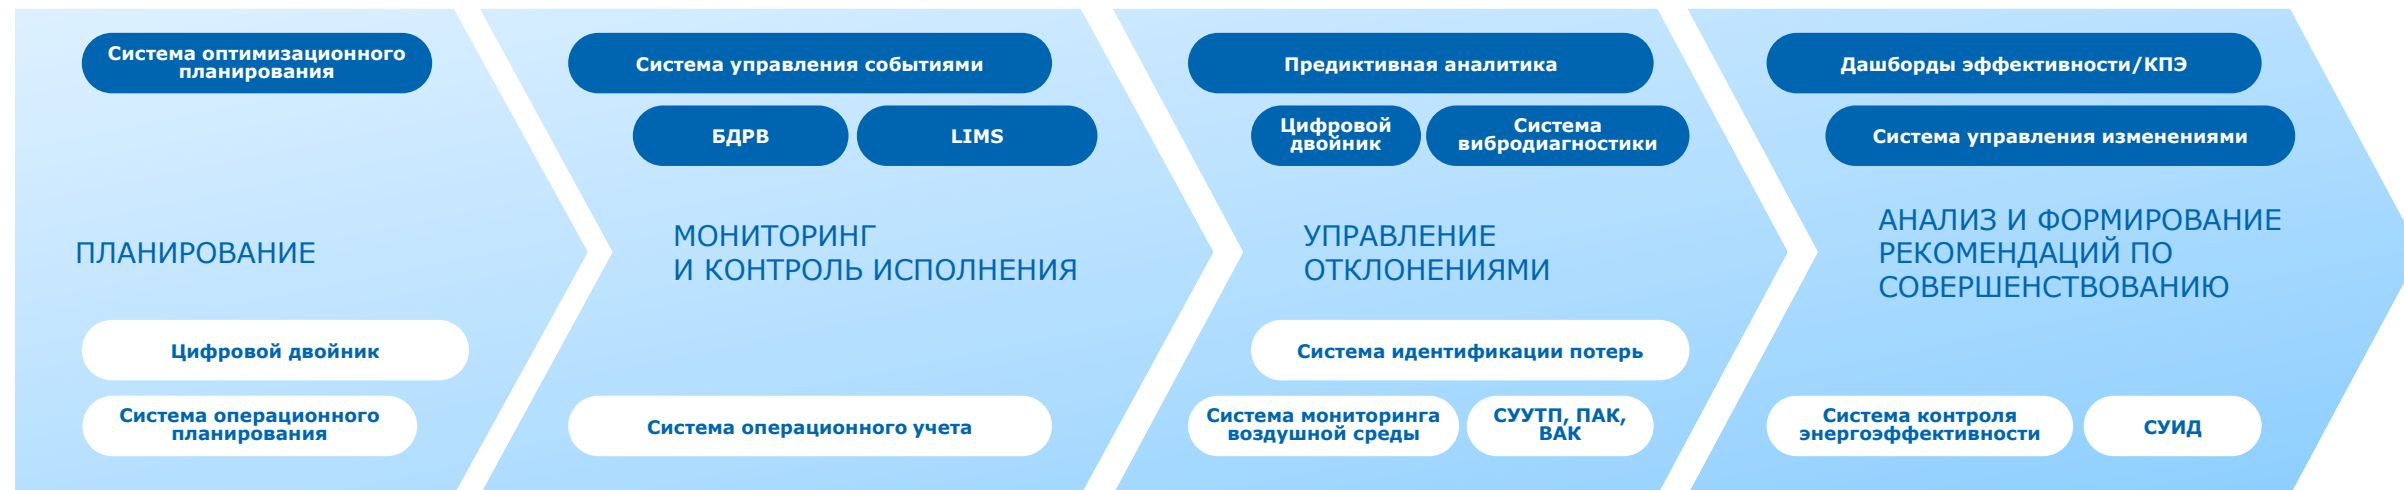 Система оптимизационного
планирования
ПЛАНИРОВАНИЕ
Цифровой двойник
Система операционного
планирования
Система управления событиями
БДРВ
LIMS
МОНИТОРИНГ
И КОНТРОЛЬ ИСПОЛНЕНИЯ
Система операционного учета
Предиктивная аналитика
Цифровой
двойник
Система
вибродиагностики
УПРАВЛЕНИЕ
ОТКЛОНЕНИЯМИ
Система идентификации потерь
Система мониторинга
воздушной среды
СУУТП, ПАК,
ВАК
Дашборды эффективности/КПЭ
Система управления изменениями
АНАЛИЗ И ФОРМИРОВАНИЕ
РЕКОМЕНДАЦИЙ ПО
СОВЕРШЕНСТВОВАНИЮ
Система контроля
энергоэффективности
СУИД